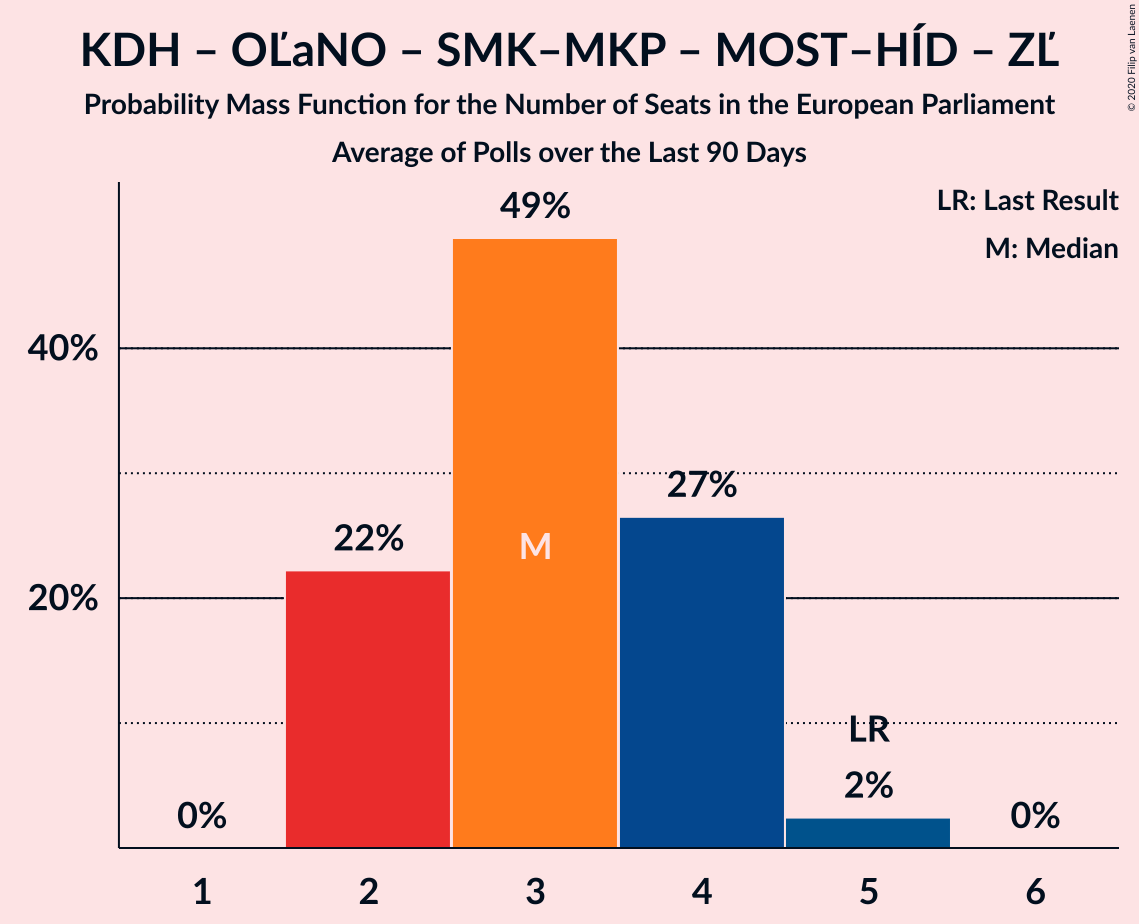 KDH – OĽaNO – SMK–MKP – MOST–HÍD – ZĽ
Probability Mass Function for the Number of Seats in the European Parliament
Average of Polls over the Last 90 Days
© 2020 Filip van Laenen
LR: Last Result
M: Median
49%
40%
27%
22%
M
20%
LR
2%
0%
0%
1 2 3 4 5 6